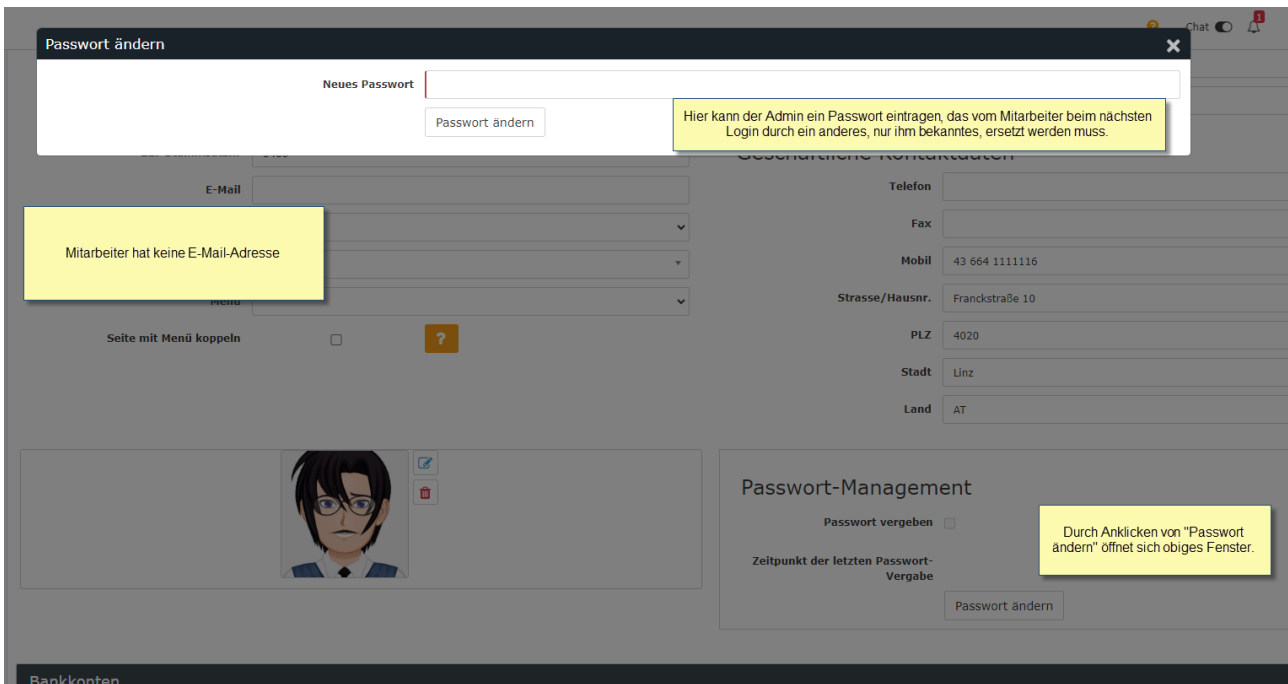 Chat
1
Passwort ändern
Neues Passwort
Passwort ändern
Hier kann der Admin ein Passwort eintragen, das vom Mitarbeiter beim nächsten
Login durch ein anderes, nur ihm bekanntes, ersetzt werden muss.
Geschäftliche Kontaktdaten
E-Mail
Mitarbeiter hat keine E-Mail-Adresse
Menü
Seite mit Menü koppeln
?
Telefon
Fax
Mobil 43 664 1111116
Strasse/Hausnr. Franckstraße 10
PLZ 4020
Stadt Linz
Land AT
Passwort-Management
Passwort vergeben
Durch Anklicken von "Passwort
ändern" öffnet sich obiges Fenster.
Zeitpunkt der letzten Passwort-
Vergabe
Passwort ändern
Bankkonten